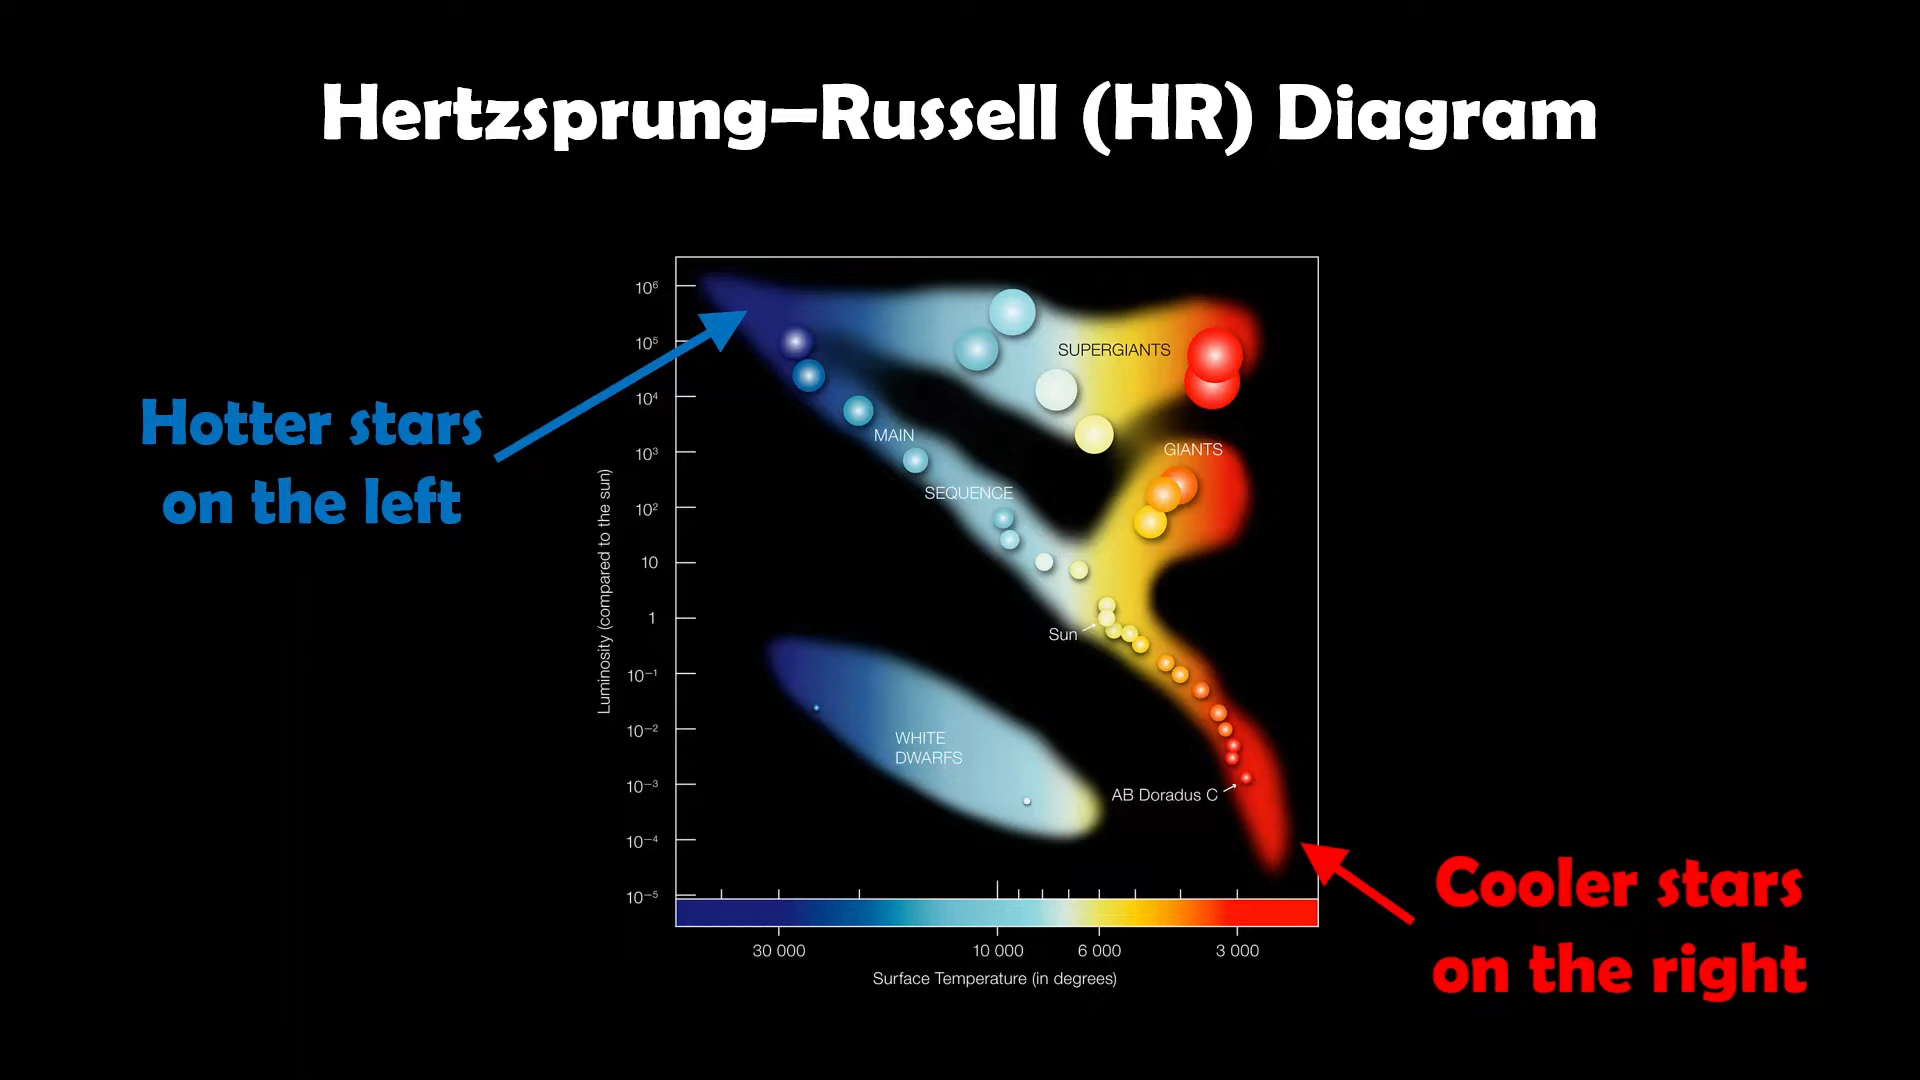 Hertzsprung–Russell (HR) Diagram
Hotter stars
on the left
Luminosity (compared to the sun)
10⁶
10⁵
10⁴
10³
10²
10
1
10⁻¹
10⁻²
10⁻³
10⁻⁴
10⁻⁵
SUPERGIANTS
MAIN
GIANTS
SEQUENCE
Sun
WHITE
DWARFS
AB Doradus C
30 000
10 000
6 000
3 000
Surface Temperature (in degrees)
Cooler stars
on the right